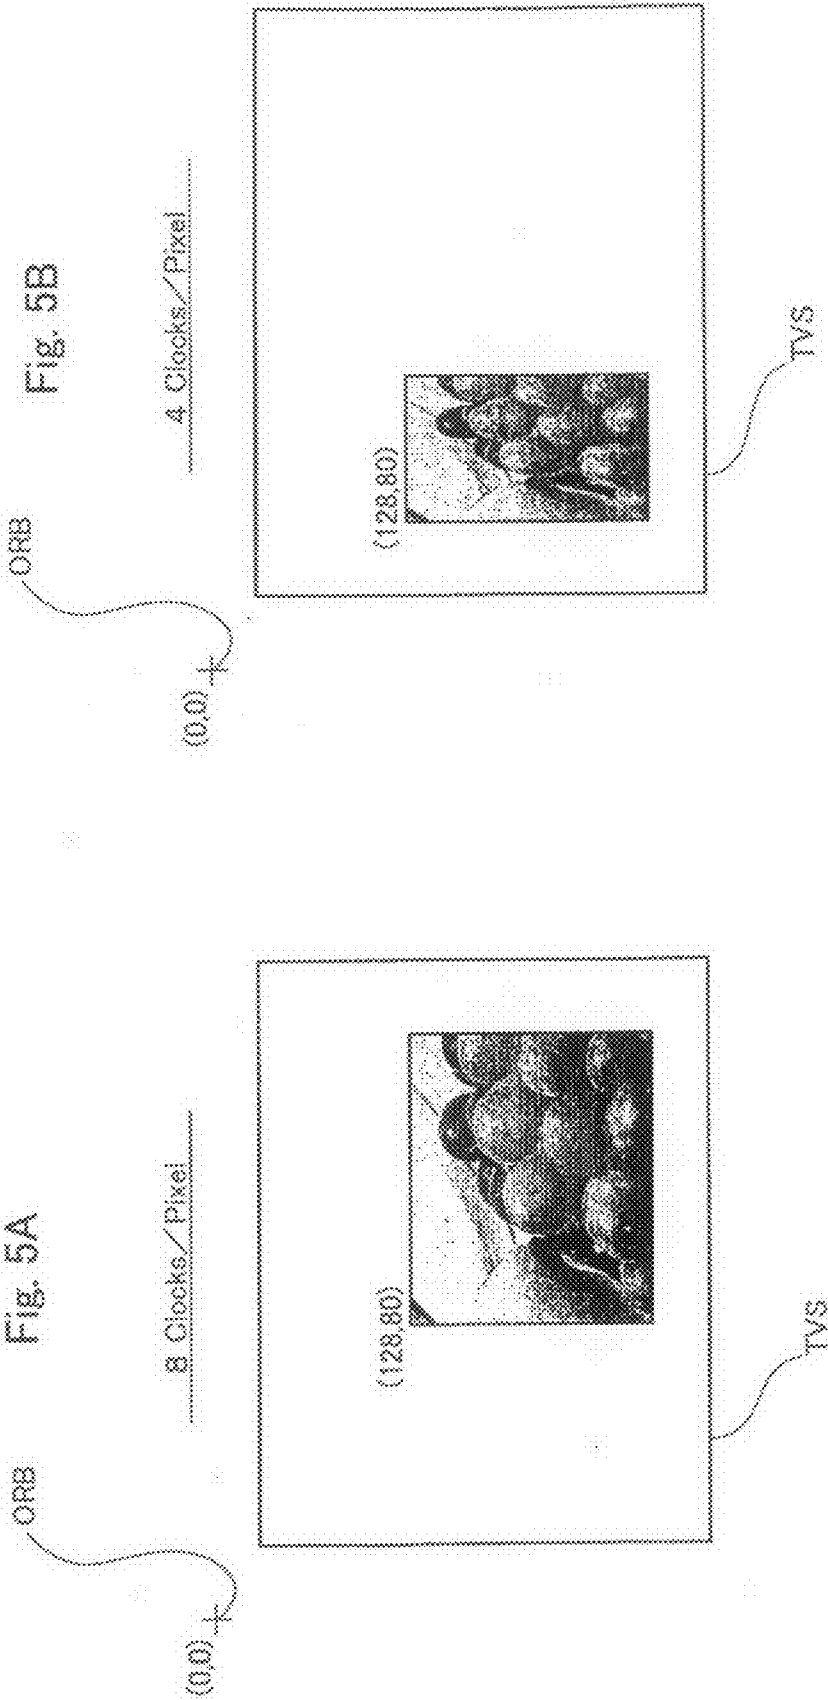 Fig. 5A
ORB
8 Clocks/Pixel
(0,0)
(128,80)
TVS
Fig. 5B
ORB
4 Clocks/Pixel
(0,0)
(128,80)
TVS